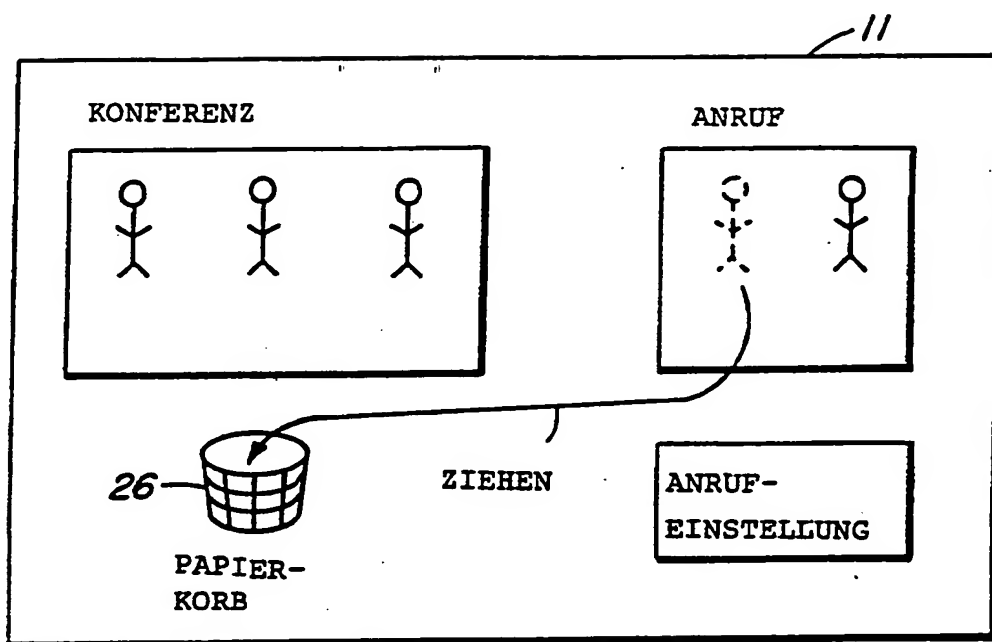 11
KONFERENZ
ANRUF
26
ZIEHEN
ANRUF-
EINSTELLUNG
PAPIER-
KORB